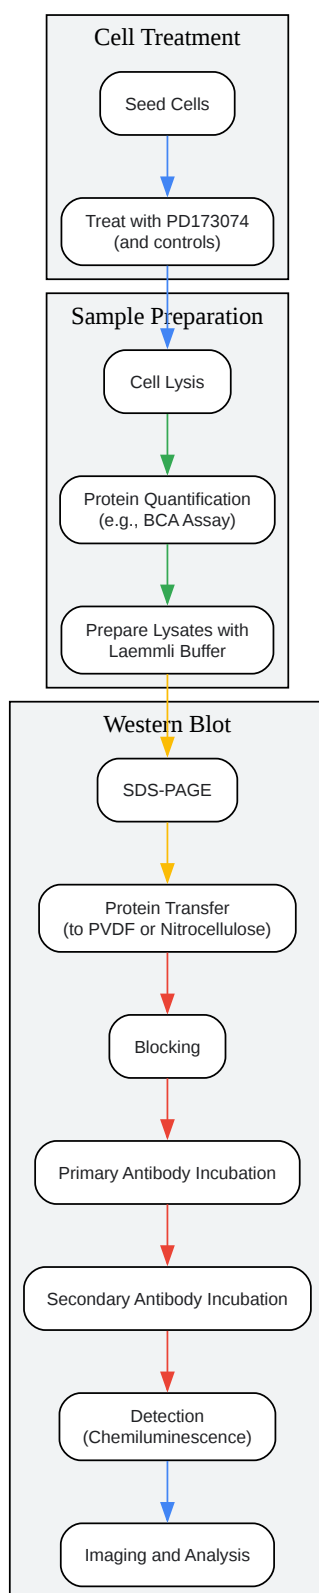 Cell Treatment
Seed Cells
Treat with PD173074
(and controls)
Sample Preparation
Cell Lysis
Protein Quantification
(e.g., BCA Assay)
Prepare Lysates with
Laemmli Buffer
Western Blot
SDS-PAGE
Protein Transfer
(to PVDF or Nitrocellulose)
Blocking
Primary Antibody Incubation
Secondary Antibody Incubation
Detection
(Chemiluminescence)
Imaging and Analysis